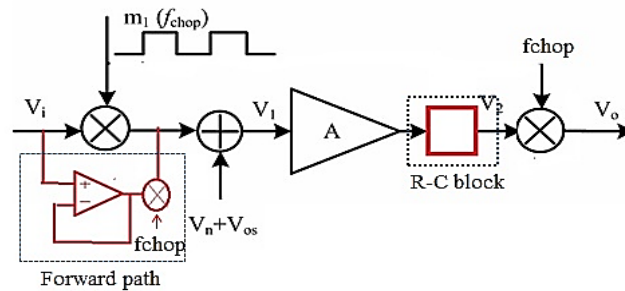 m₁ (fchop)
fchop
Vi
V₁
A
V₂
Vo
R-C block
+
-
Vn+Vos
fchop
Forward path